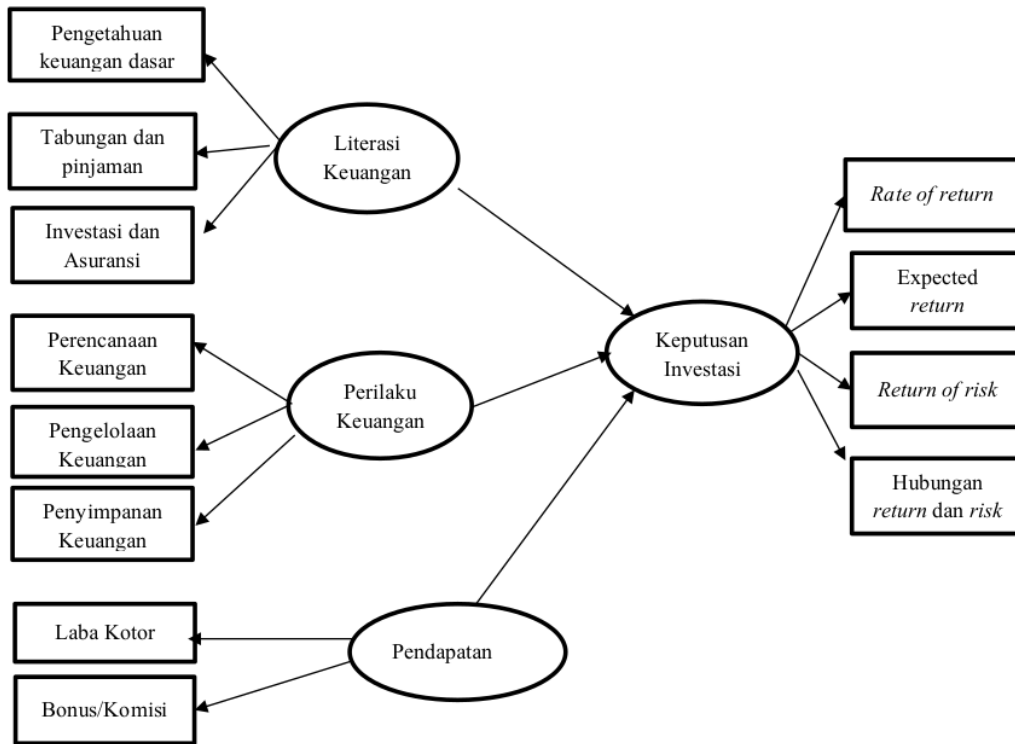 Pengetahuan
keuangan dasar
Tabungan dan
pinjaman
Investasi dan
Asuransi
Literasi
Keuangan
Perencanaan
Keuangan
Pengelolaan
Keuangan
Penyimpanan
Keuangan
Perilaku
Keuangan
Laba Kotor
Bonus/Komisi
Pendapatan
Keputusan
Investasi
Rate of return
Expected
return
Return of risk
Hubungan
return dan risk